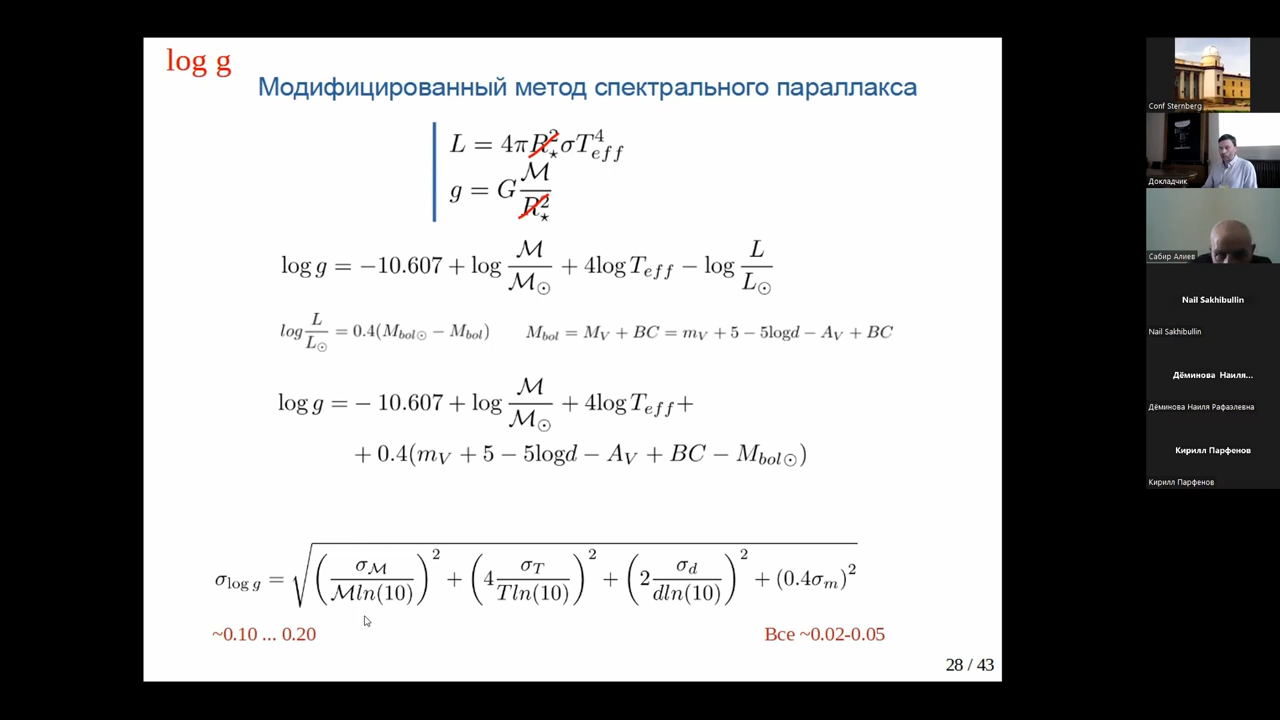 log g
Модифицированный метод спектрального параллакса
L = 4πR⋆²σT⁴eff
g = G ℳ/R⋆²
log g = −10.607 + log ℳ/ℳ⊙ + 4log Teff − log L/L⊙
log L/L⊙ = 0.4(Mbol⊙ − Mbol) Mbol = MV + BC = mV + 5 − 5logd − AV + BC
log g = − 10.607 + log ℳ/ℳ⊙ + 4log Teff+
+ 0.4(mV + 5 − 5logd − AV + BC − Mbol⊙)
σlog g = √((σℳ/ℳln(10))² + (4 σT/Tln(10))² + (2 σd/dln(10))² + (0.4σm)²)
~0.10 ... 0.20 Все ~0.02-0.05
28 / 43
Conf Sternberg
Докладчик
Сабир Алиев
Nail Sakhibullin
Nail Sakhibullin
Дёминова Наиля...
Дёминова Наиля Рафаэлевна
Кирилл Парфенов
Кирилл Парфенов